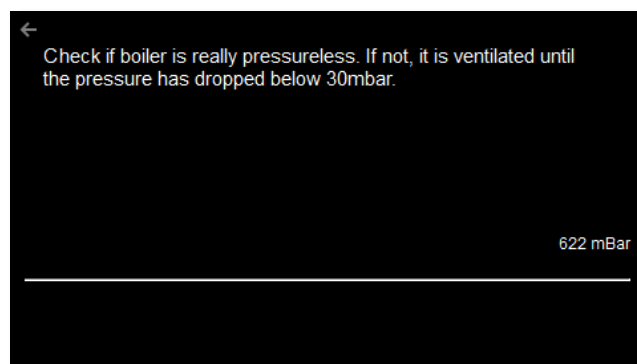 Check if boiler is really pressureless. If not, it is ventilated until
the pressure has dropped below 30mbar.
622 mBar